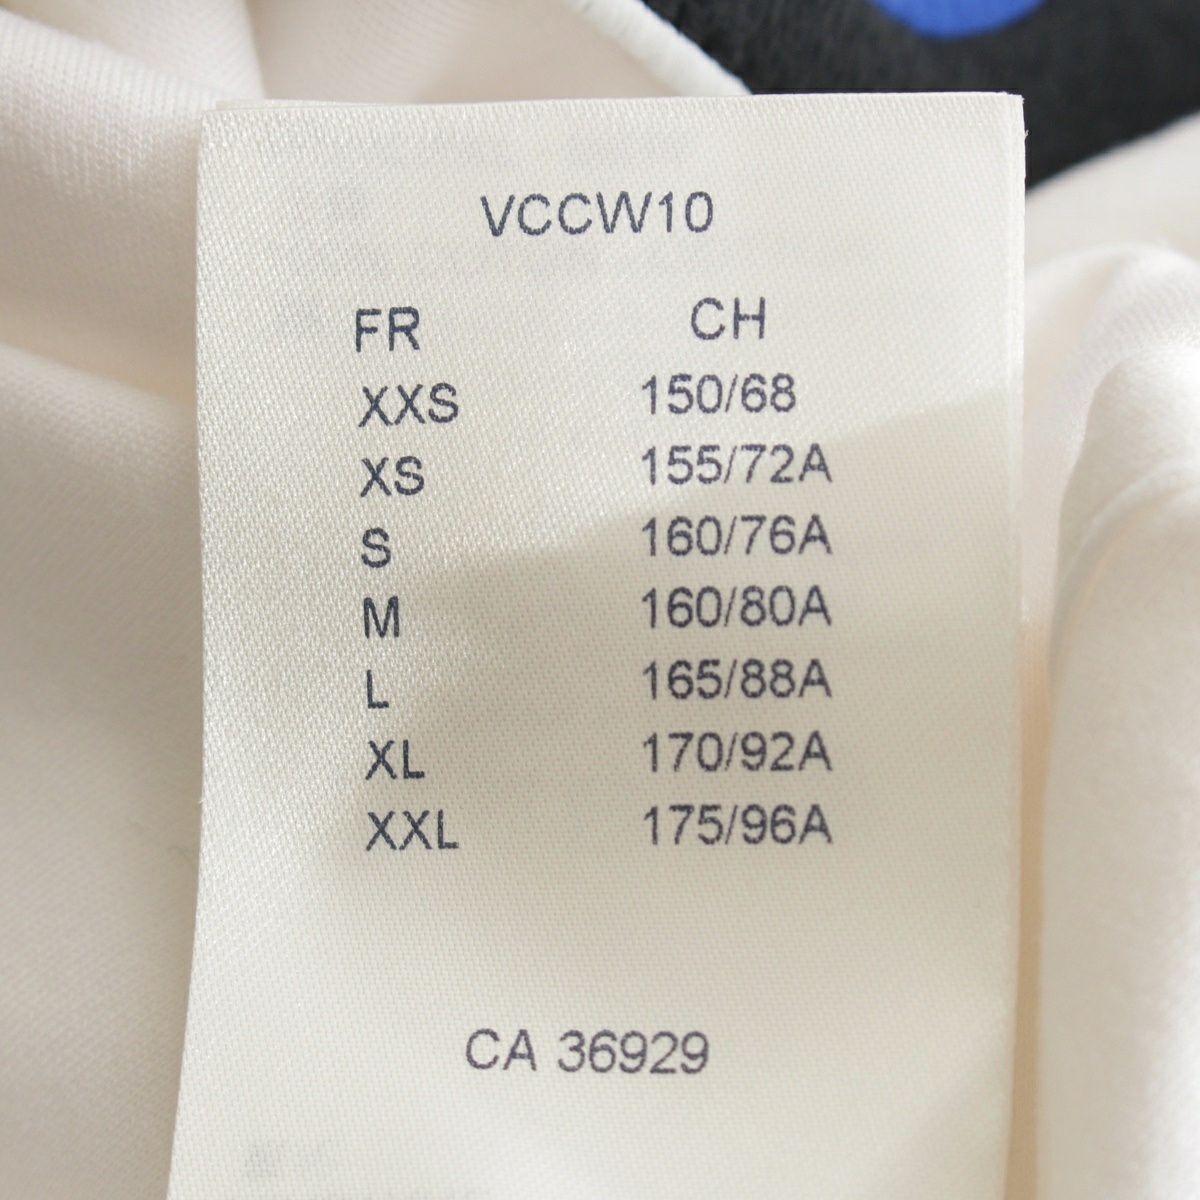 VCCW10
FR CH
XXS 150/68
XS 155/72A
S 160/76A
M 160/80A
L 165/88A
XL 170/92A
XXL 175/96A
CA 36929